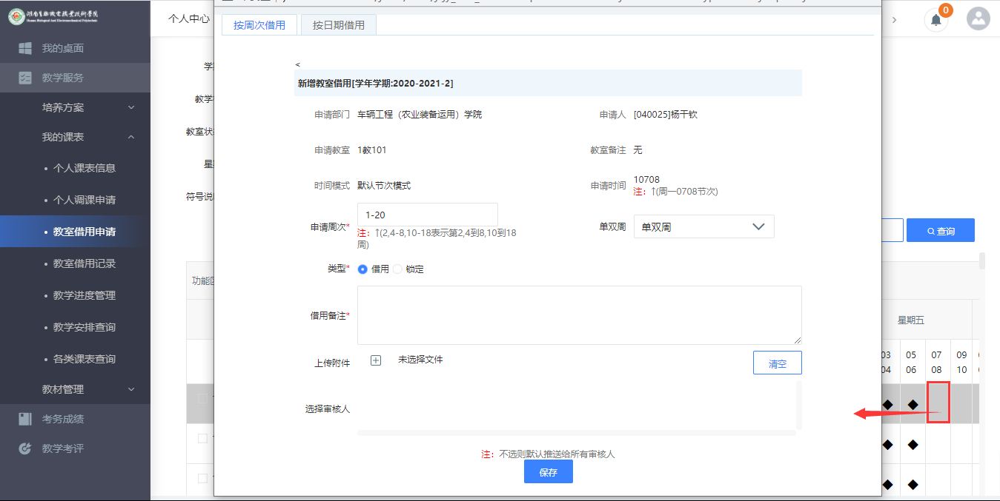 湖南生物机电职业技术学院
个人中心
0
我的桌面
教学服务
培养方案
我的课表
个人课表信息
个人调课申请
教室借用申请
教室借用记录
教学进度管理
教学安排查询
各类课表查询
教材管理
考务成绩
教学考评
教室状
符号说
功能区
按周次借用 按日期借用
<
新增教室借用[学年学期:2020-2021-2]
申请部门 车辆工程（农业装备运用）学院 申请人 [040025]杨干钦
申请教室 1教101 教室备注 无
时间模式 默认节次模式 申请时间 10708
注：↑(周一0708节次)
申请周次* 1-20 单双周 单双周
注：↑(2,4-8,10-18表示第2,4到8,10到18
周)
类型* 借用 锁定
借用备注*
上传附件 未选择文件 清空
选择审核人
注：不选则默认推送给所有审核人
保存
查询
星期五
03 05 07 09
04 06 08 10
◆ ◆
◆ ◆
◆ ◆